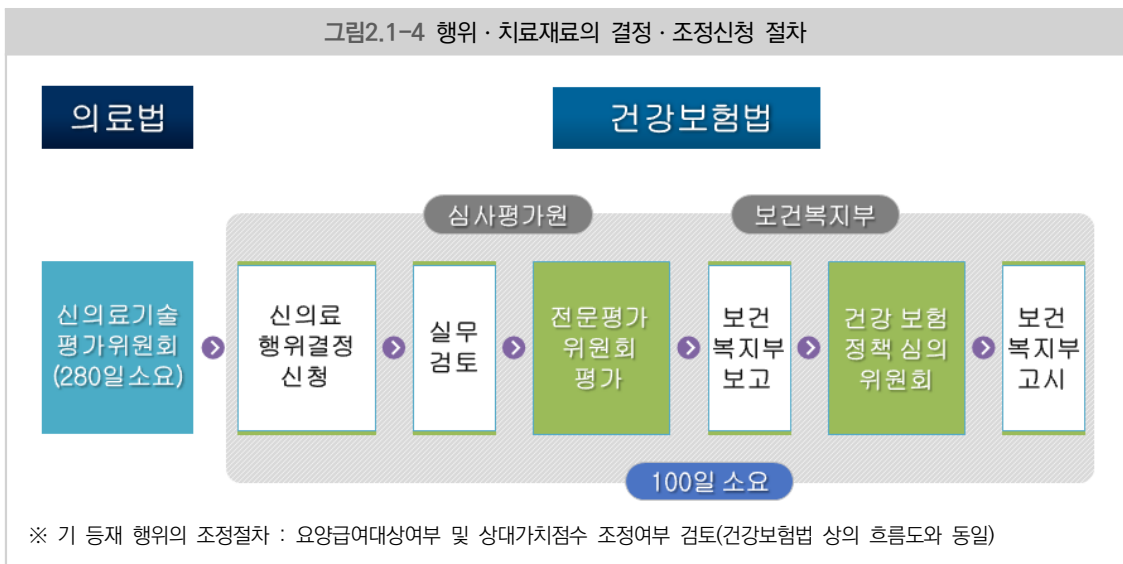 그림2.1-4 행위·치료재료의 결정·조정신청 절차
의료법
건강보험법
심사평가원
보건복지부
신의료기술
평가위원회
(280일소요)
신의료
행위결정
신청
실무
검토
전문평가
위원회
평가
보건
복지부
보고
건강 보험
정책 심의
위원회
보건
복지부
고시
100일 소요
※ 기 등재 행위의 조정절차 : 요양급여대상여부 및 상대가치점수 조정여부 검토(건강보험법 상의 흐름도와 동일)